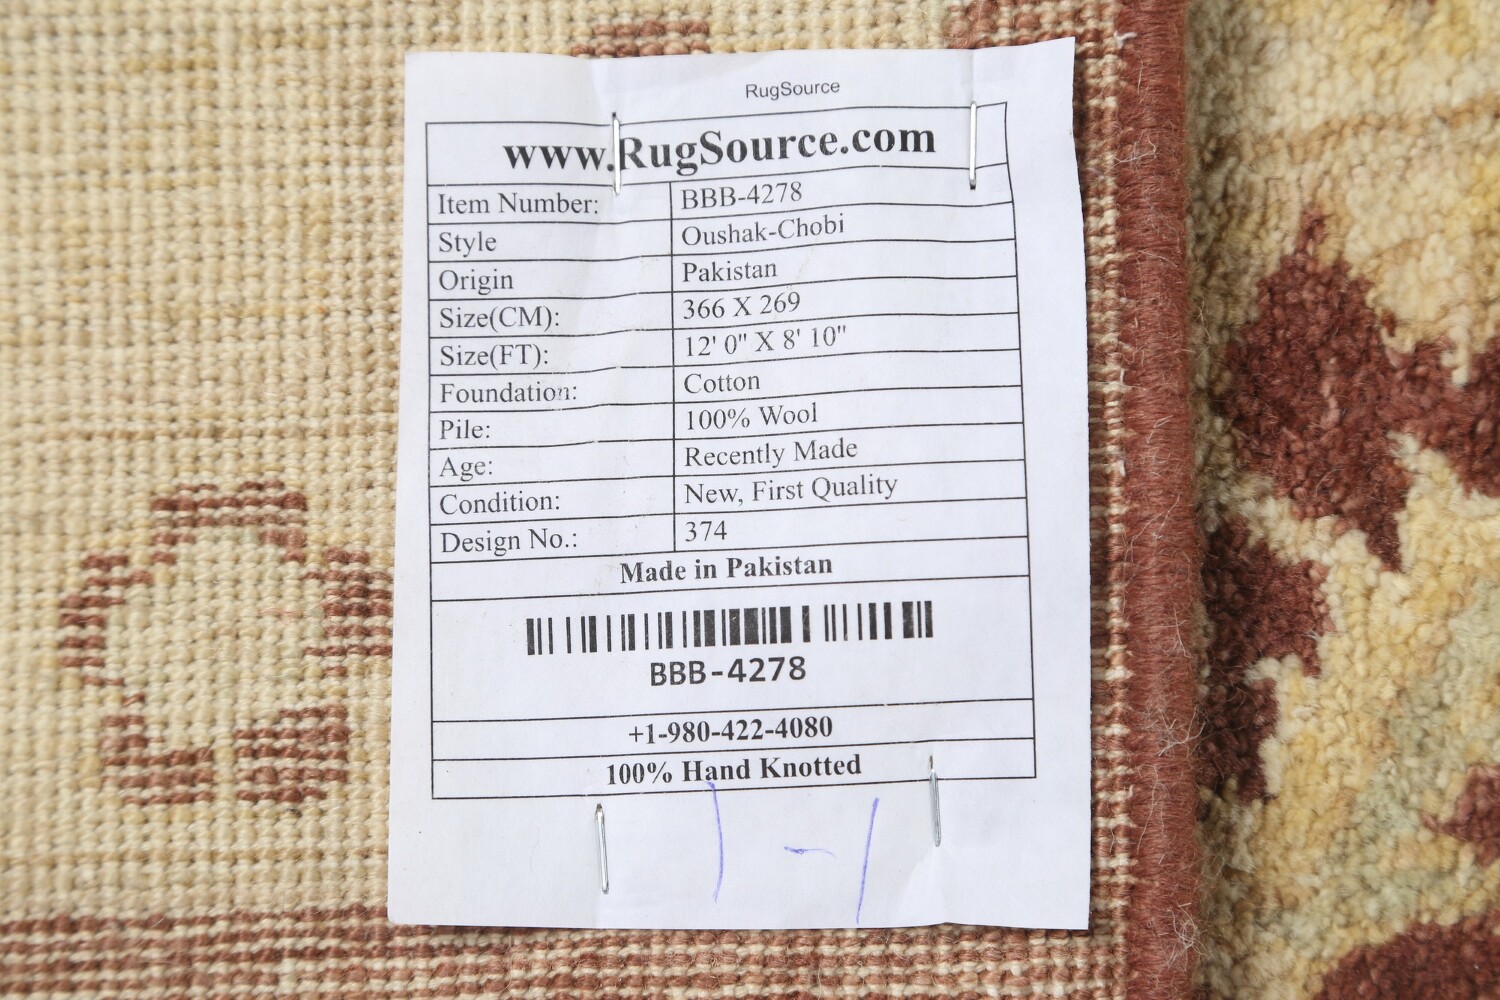 RugSource
www.RugSource.com
Item Number: BBB-4278
Style Oushak-Chobi
Origin Pakistan
Size(CM): 366 X 269
Size(FT): 12' 0" X 8' 10"
Foundation: Cotton
Pile: 100% Wool
Age: Recently Made
Condition: New, First Quality
Design No.: 374
Made in Pakistan
BBB-4278
+1-980-422-4080
100% Hand Knotted
1 - 1